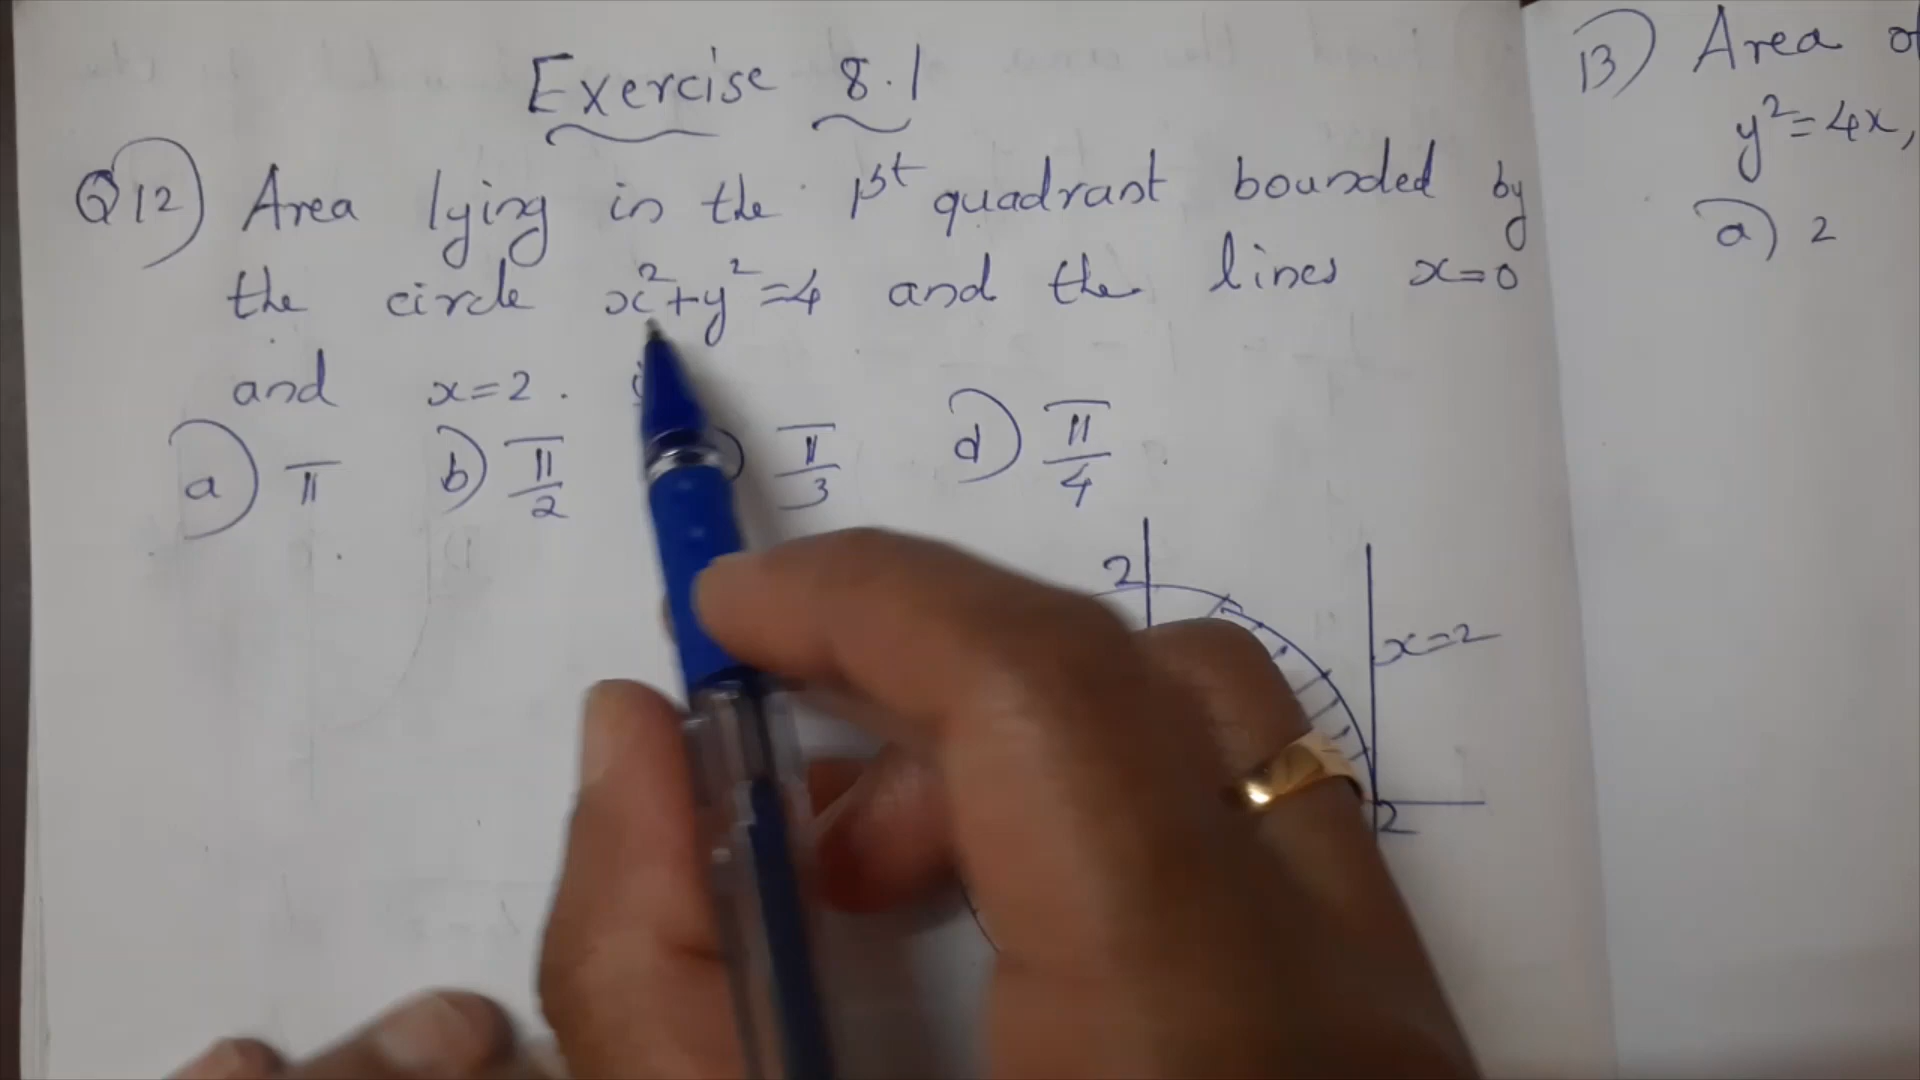 Exercise 8.1
Q12) Area lying in the 1st quadrant bounded by
the circle x²+y²=4 and the lines x=0
and x=2.
a) π b) π/2 π/3 d) π/4
2
x=2
2
13) Area of
y²=4x,
a) 2